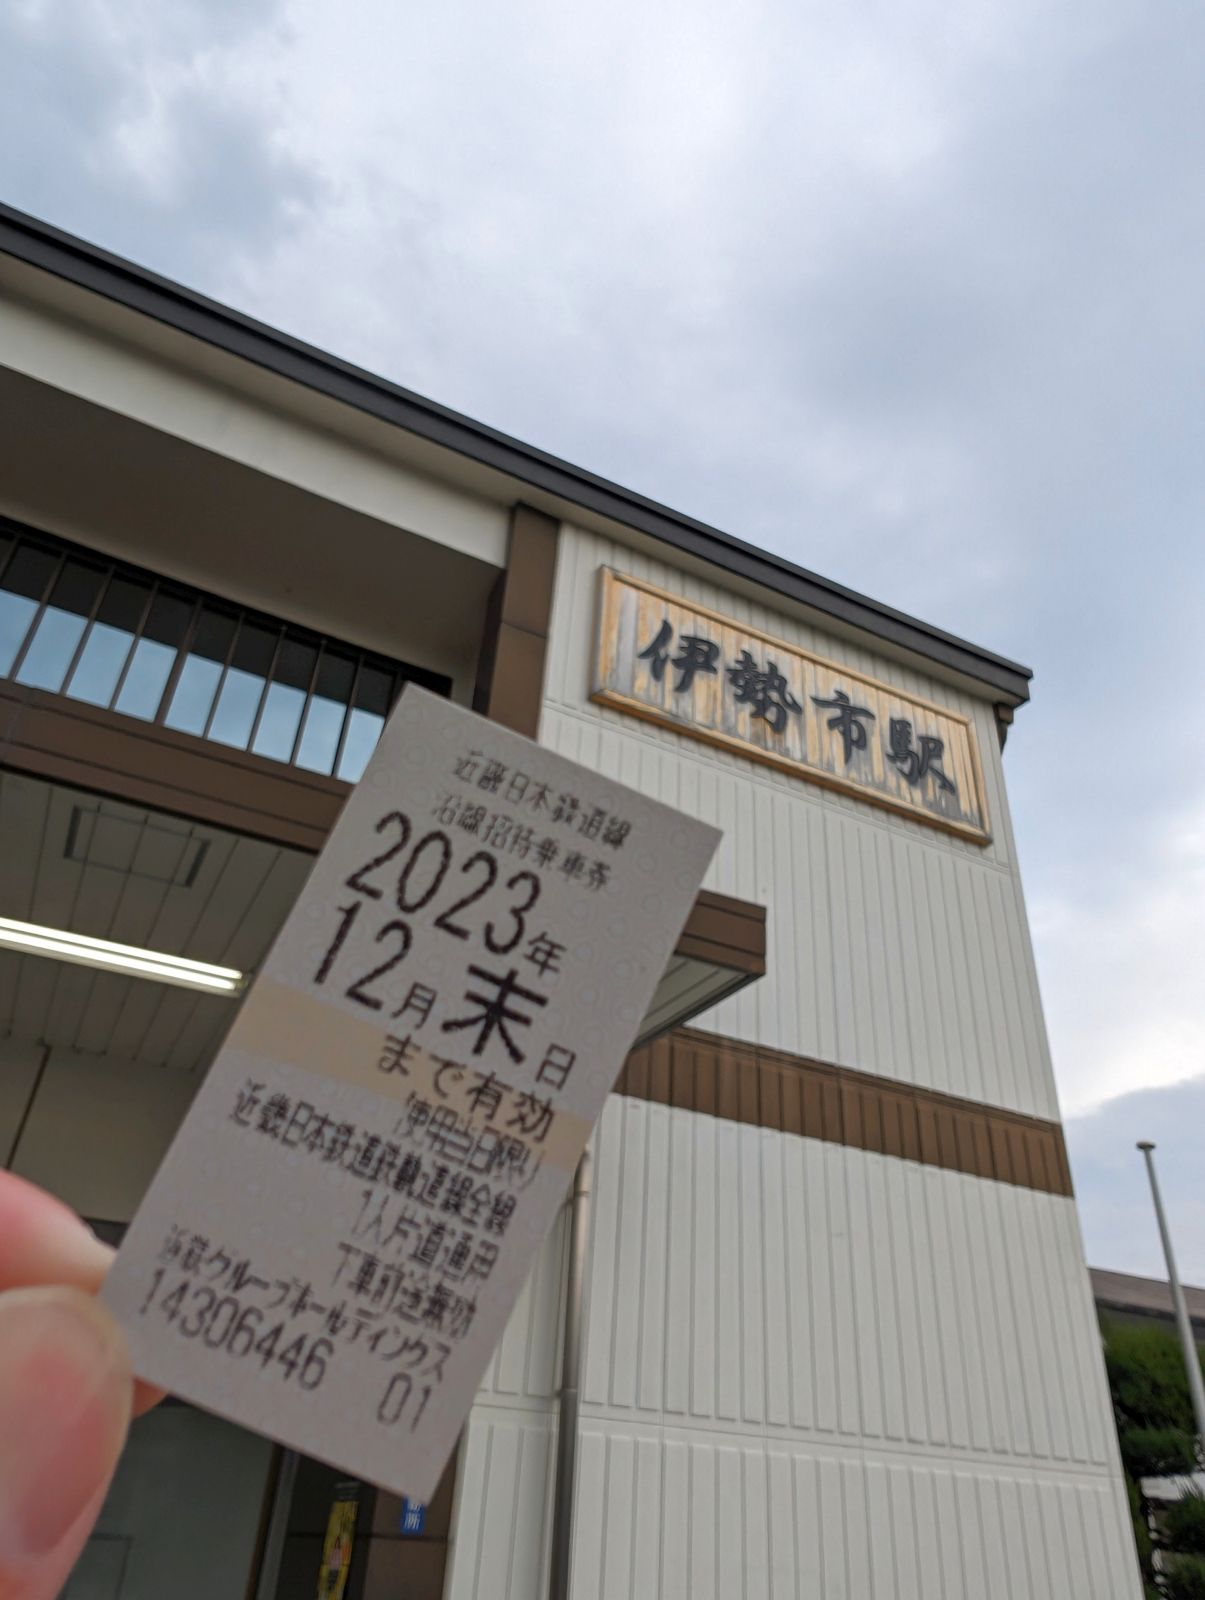 伊勢市駅
近畿日本鉄道線
沿線招待乗車券
2023年
12月末日
まで有効
使用当日限り
近畿日本鉄道鉄軌道線全線
1人片道通用
下車前途無効
近鉄グループホールディングス
14306446 01